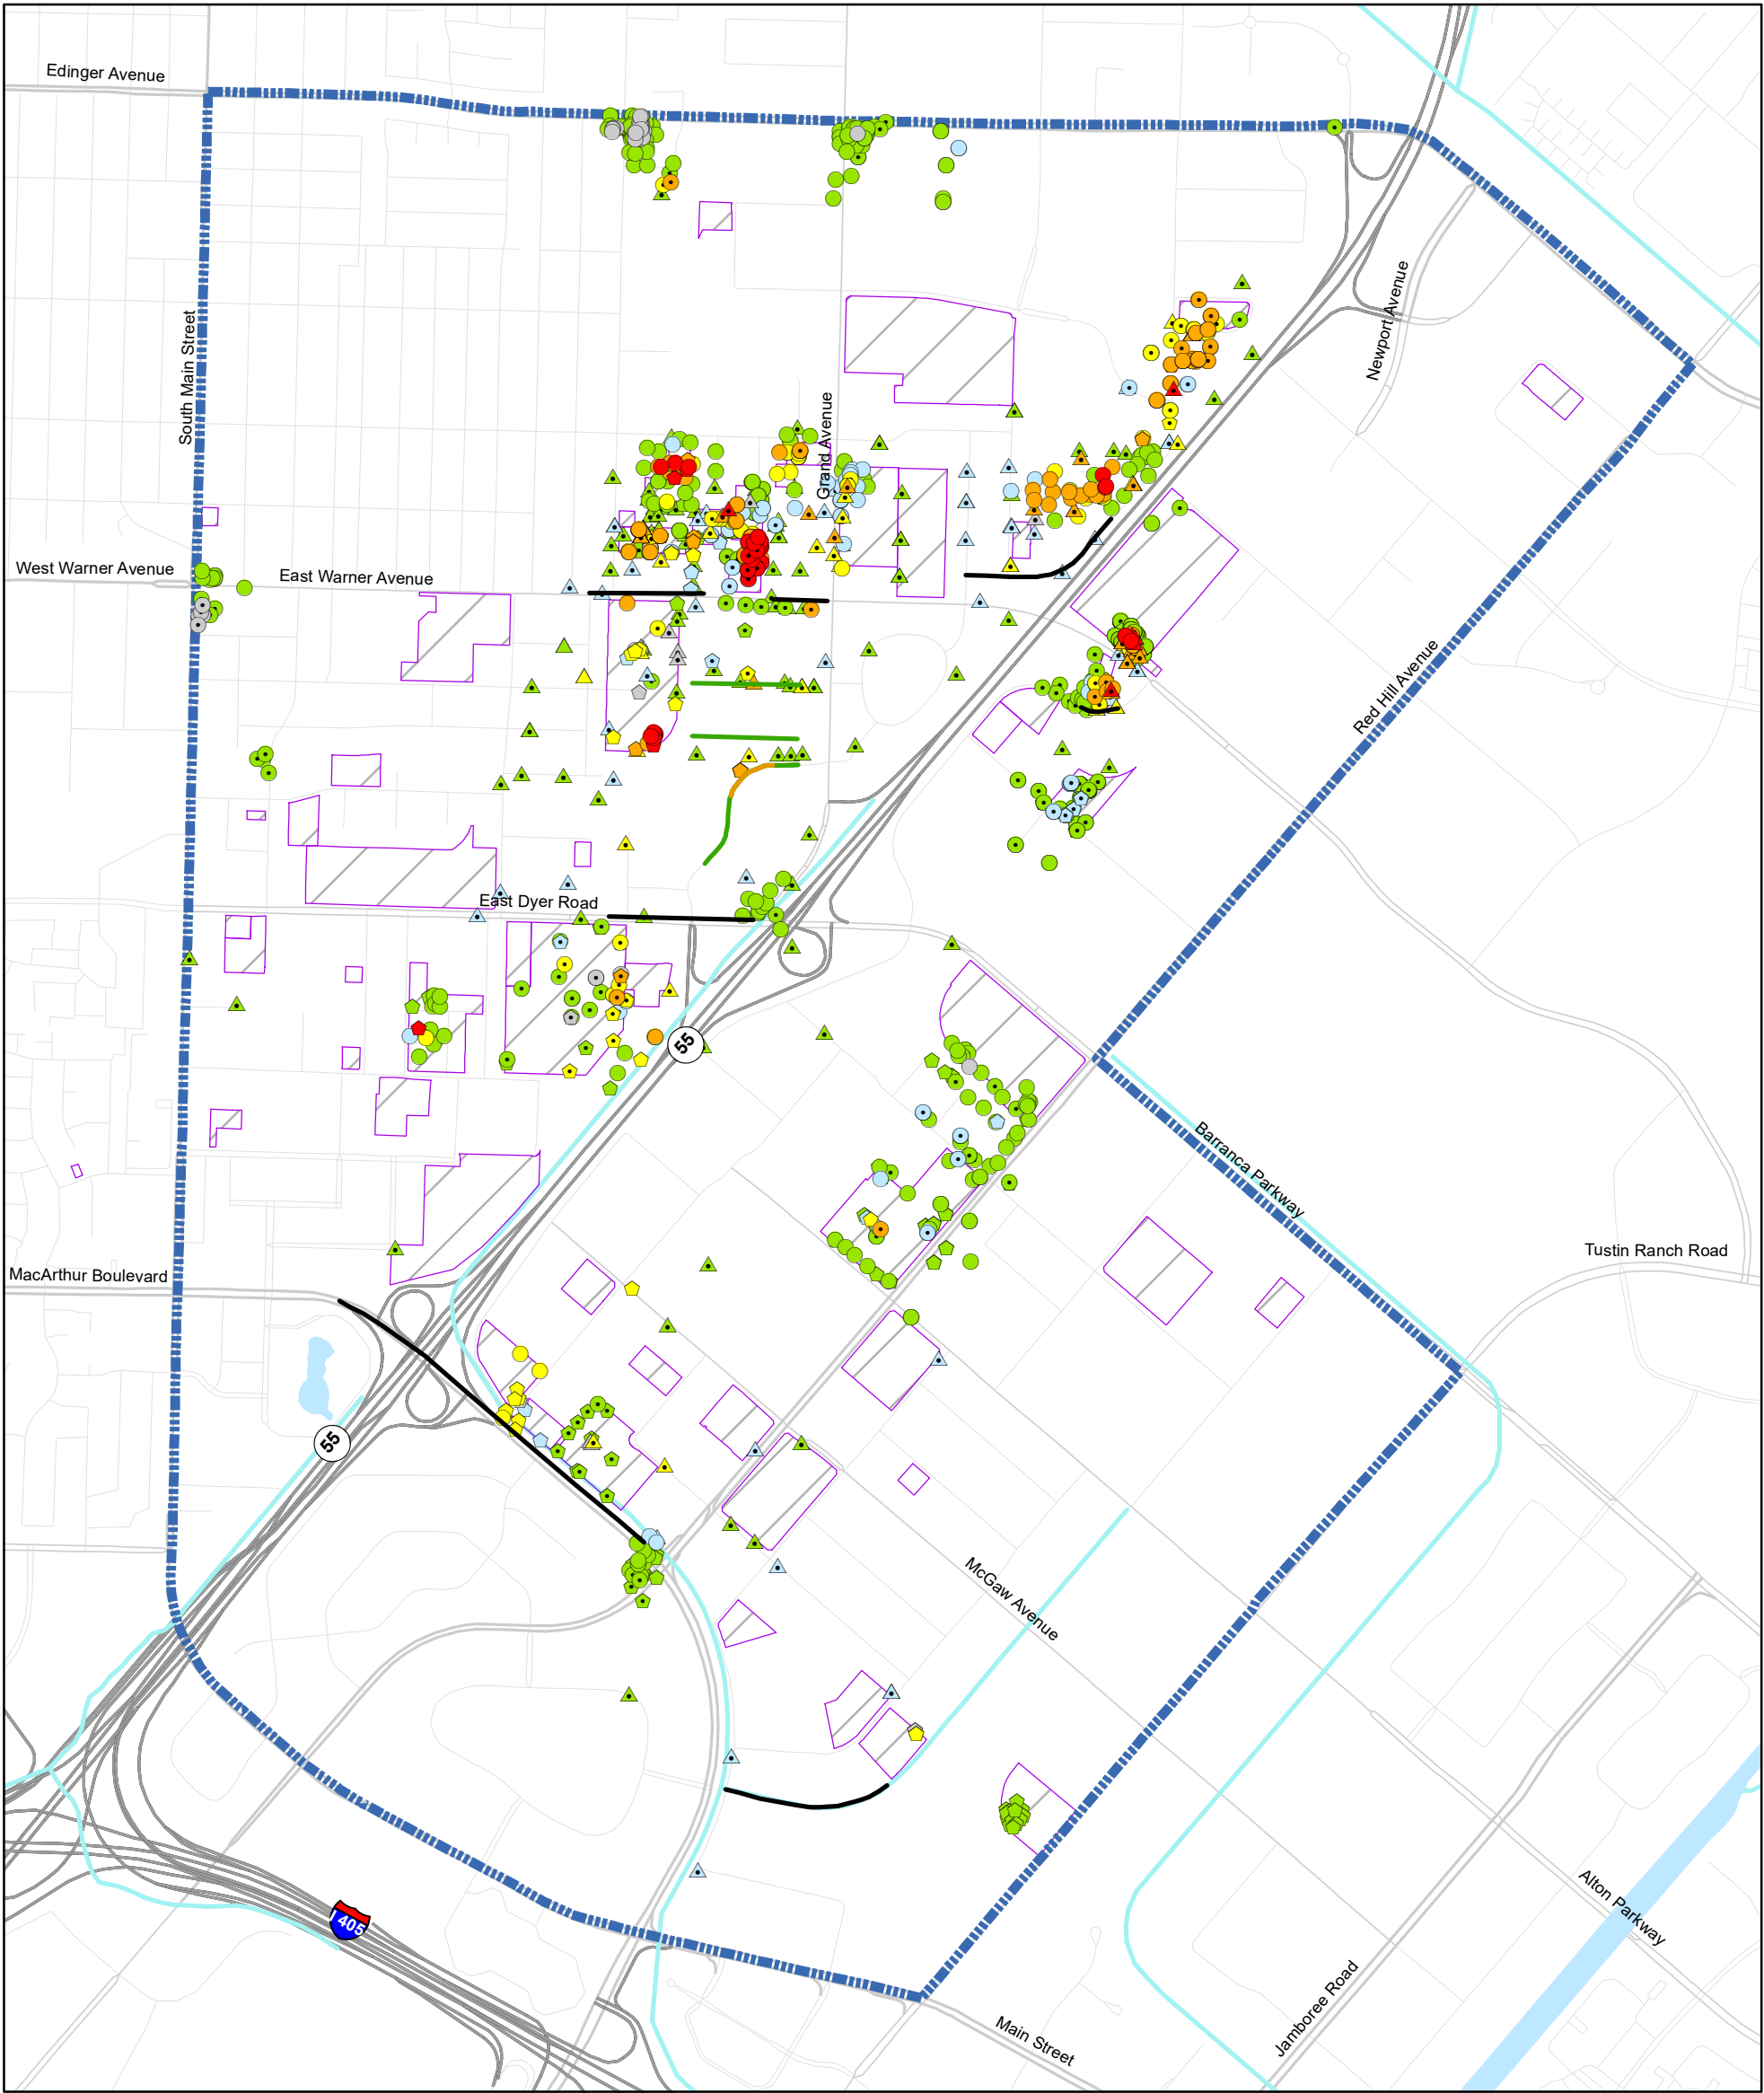 Edinger Avenue
South Main Street
Newport Avenue
Grand Avenue
West Warner Avenue
East Warner Avenue
Red Hill Avenue
East Dyer Road
55
Barranca Parkway
Tustin Ranch Road
MacArthur Boulevard
55
McGaw Avenue
Alton Parkway
I 405
Jamboree Road
Main Street